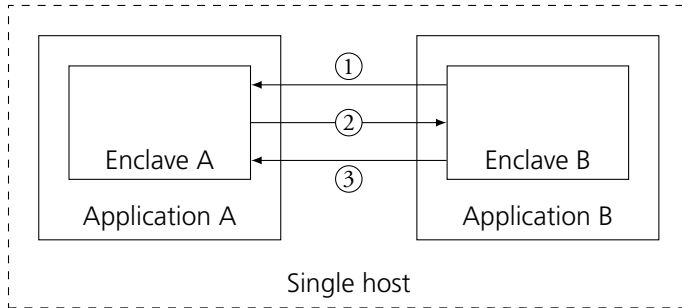 ①
②
③
Enclave A
Enclave B
Application A
Application B
Single host